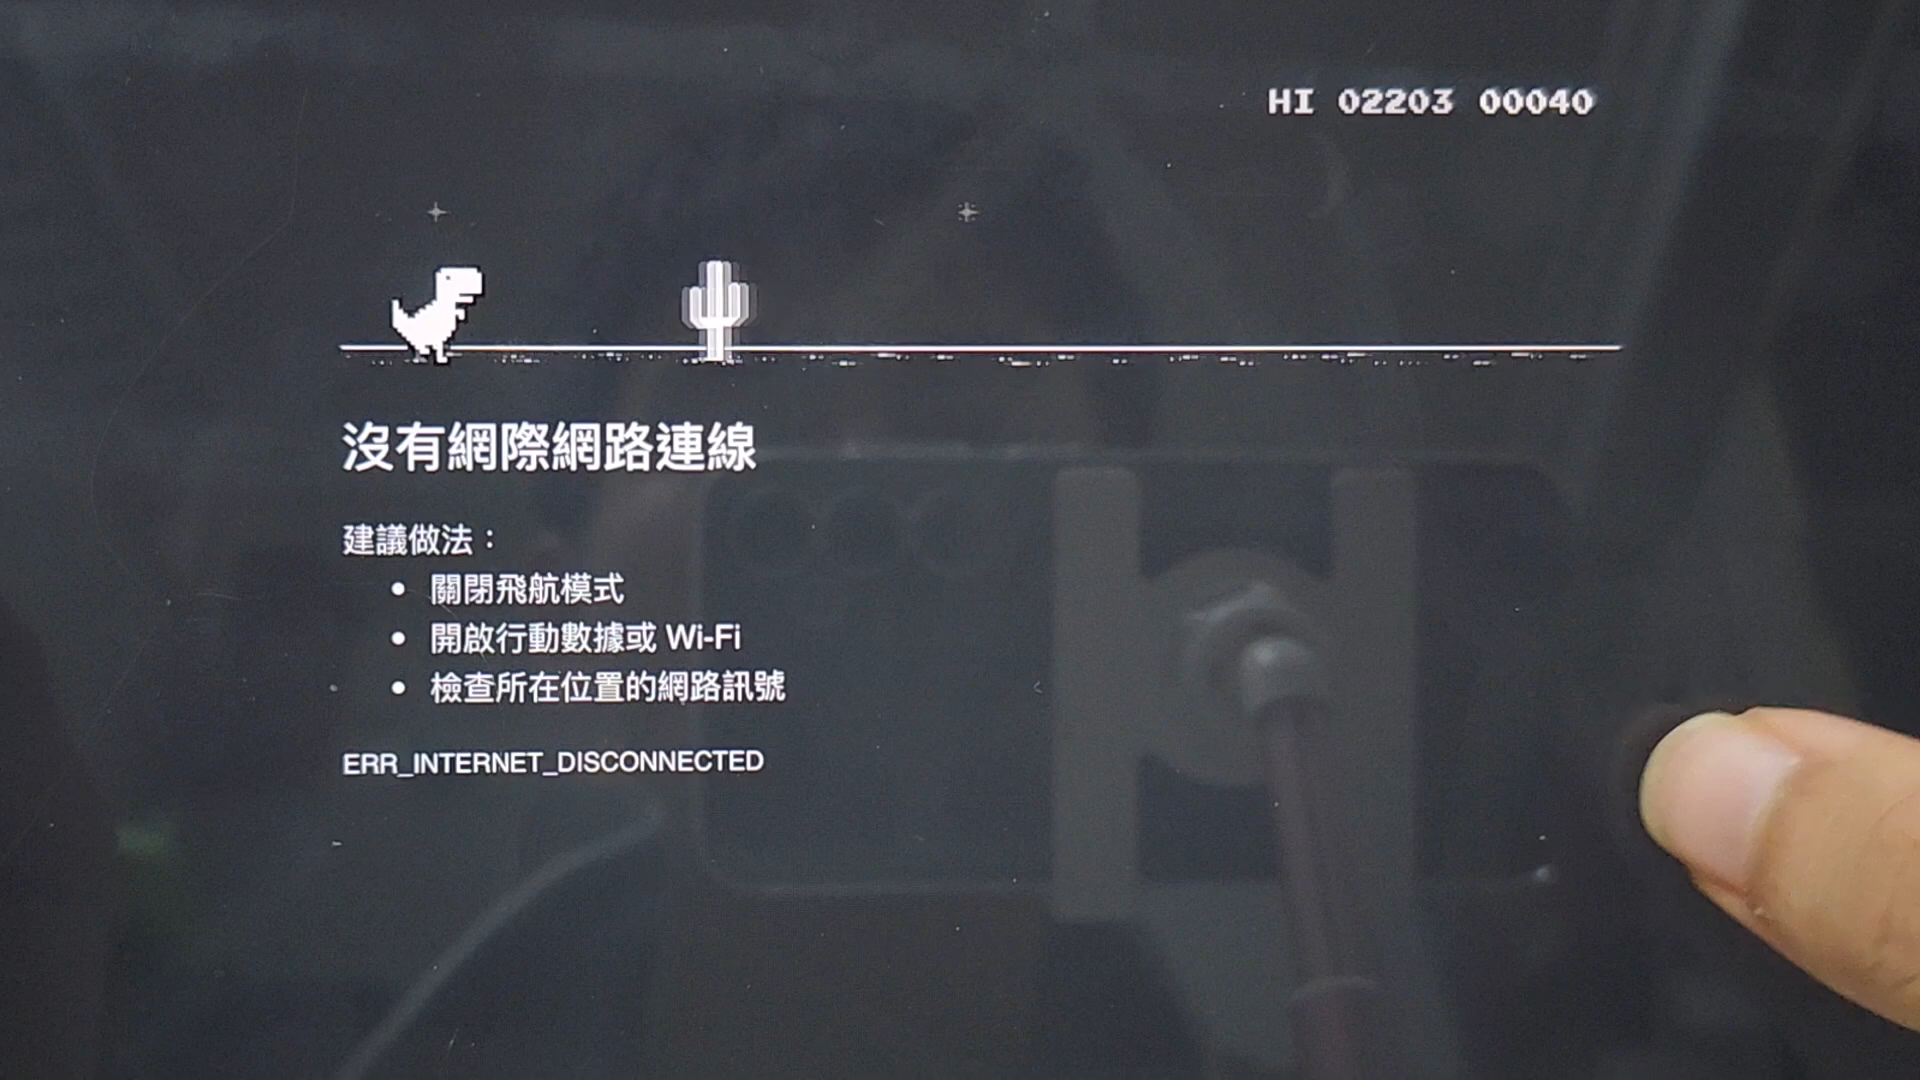 HI 02203 00040
沒有網際網路連線
建議做法：
• 關閉飛航模式
• 開啟行動數據或 Wi-Fi
• 檢查所在位置的網路訊號
ERR_INTERNET_DISCONNECTED